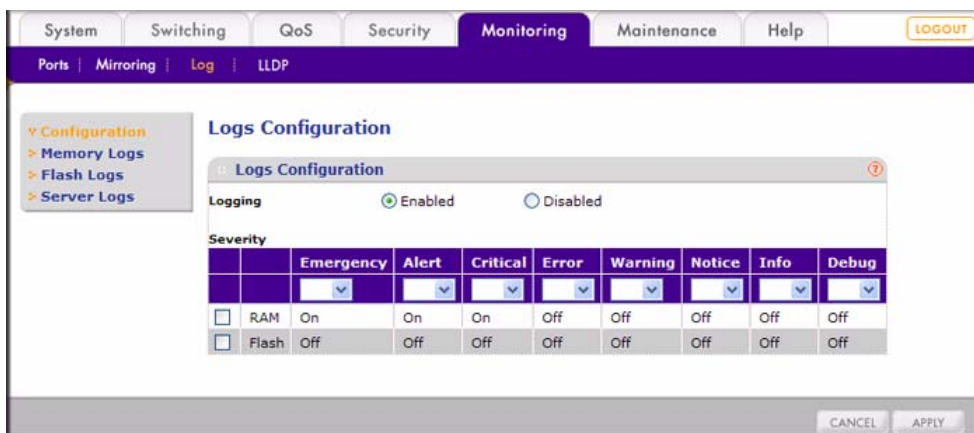 System Switching QoS Security Monitoring Maintenance Help LOGOUT
Ports Mirroring Log LLDP
Configuration
Memory Logs
Flash Logs
Server Logs
Logs Configuration
Logs Configuration ?
Logging Enabled Disabled
Severity
Emergency Alert Critical Error Warning Notice Info Debug
RAM On On On Off Off Off Off Off
Flash Off Off Off Off Off Off Off Off
CANCEL APPLY